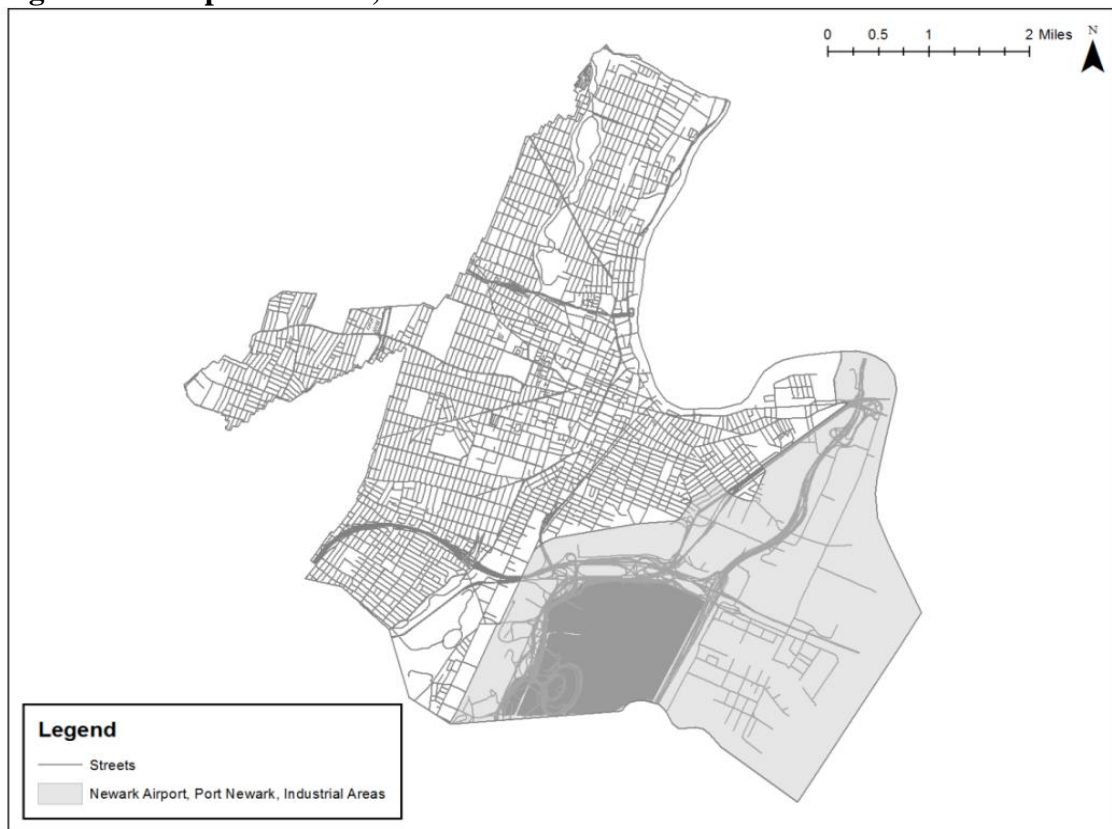 0 0.5 1 2 Miles
N
Legend
Streets
Newark Airport, Port Newark, Industrial Areas